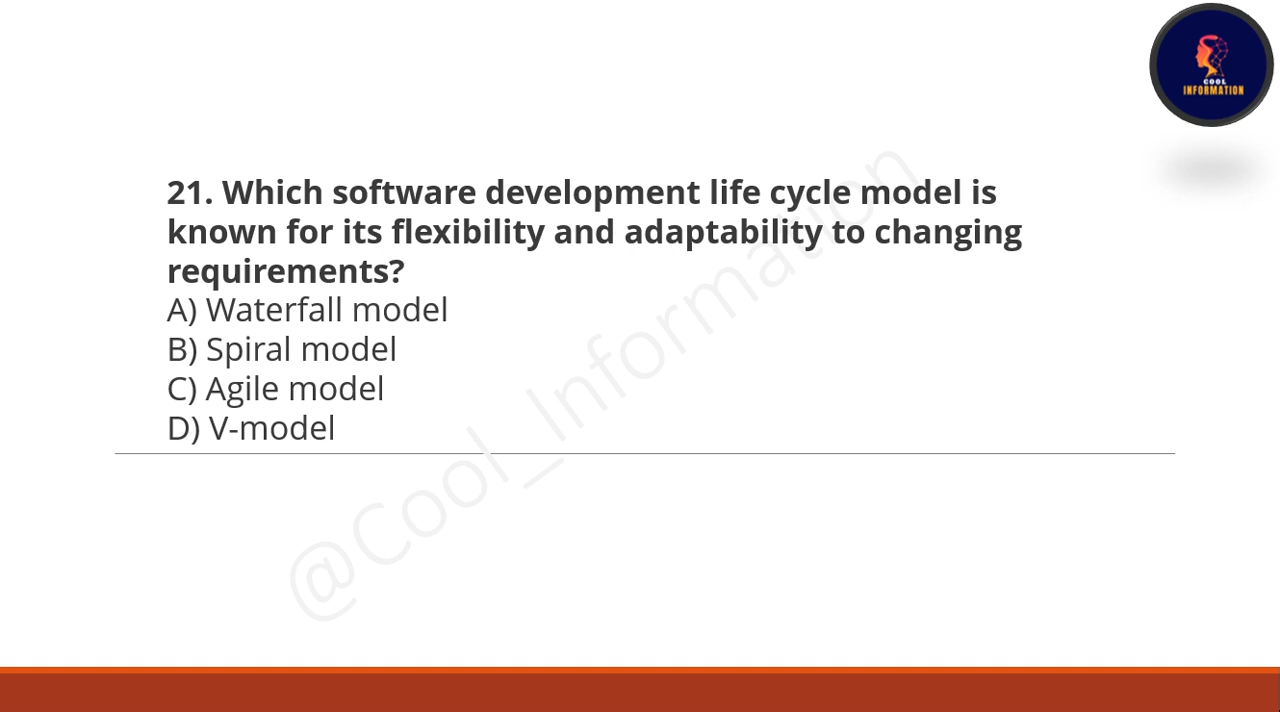 COOL
INFORMATION
21. Which software development life cycle model is
known for its flexibility and adaptability to changing
requirements?
A) Waterfall model
B) Spiral model
C) Agile model
D) V-model
@Cool_Information